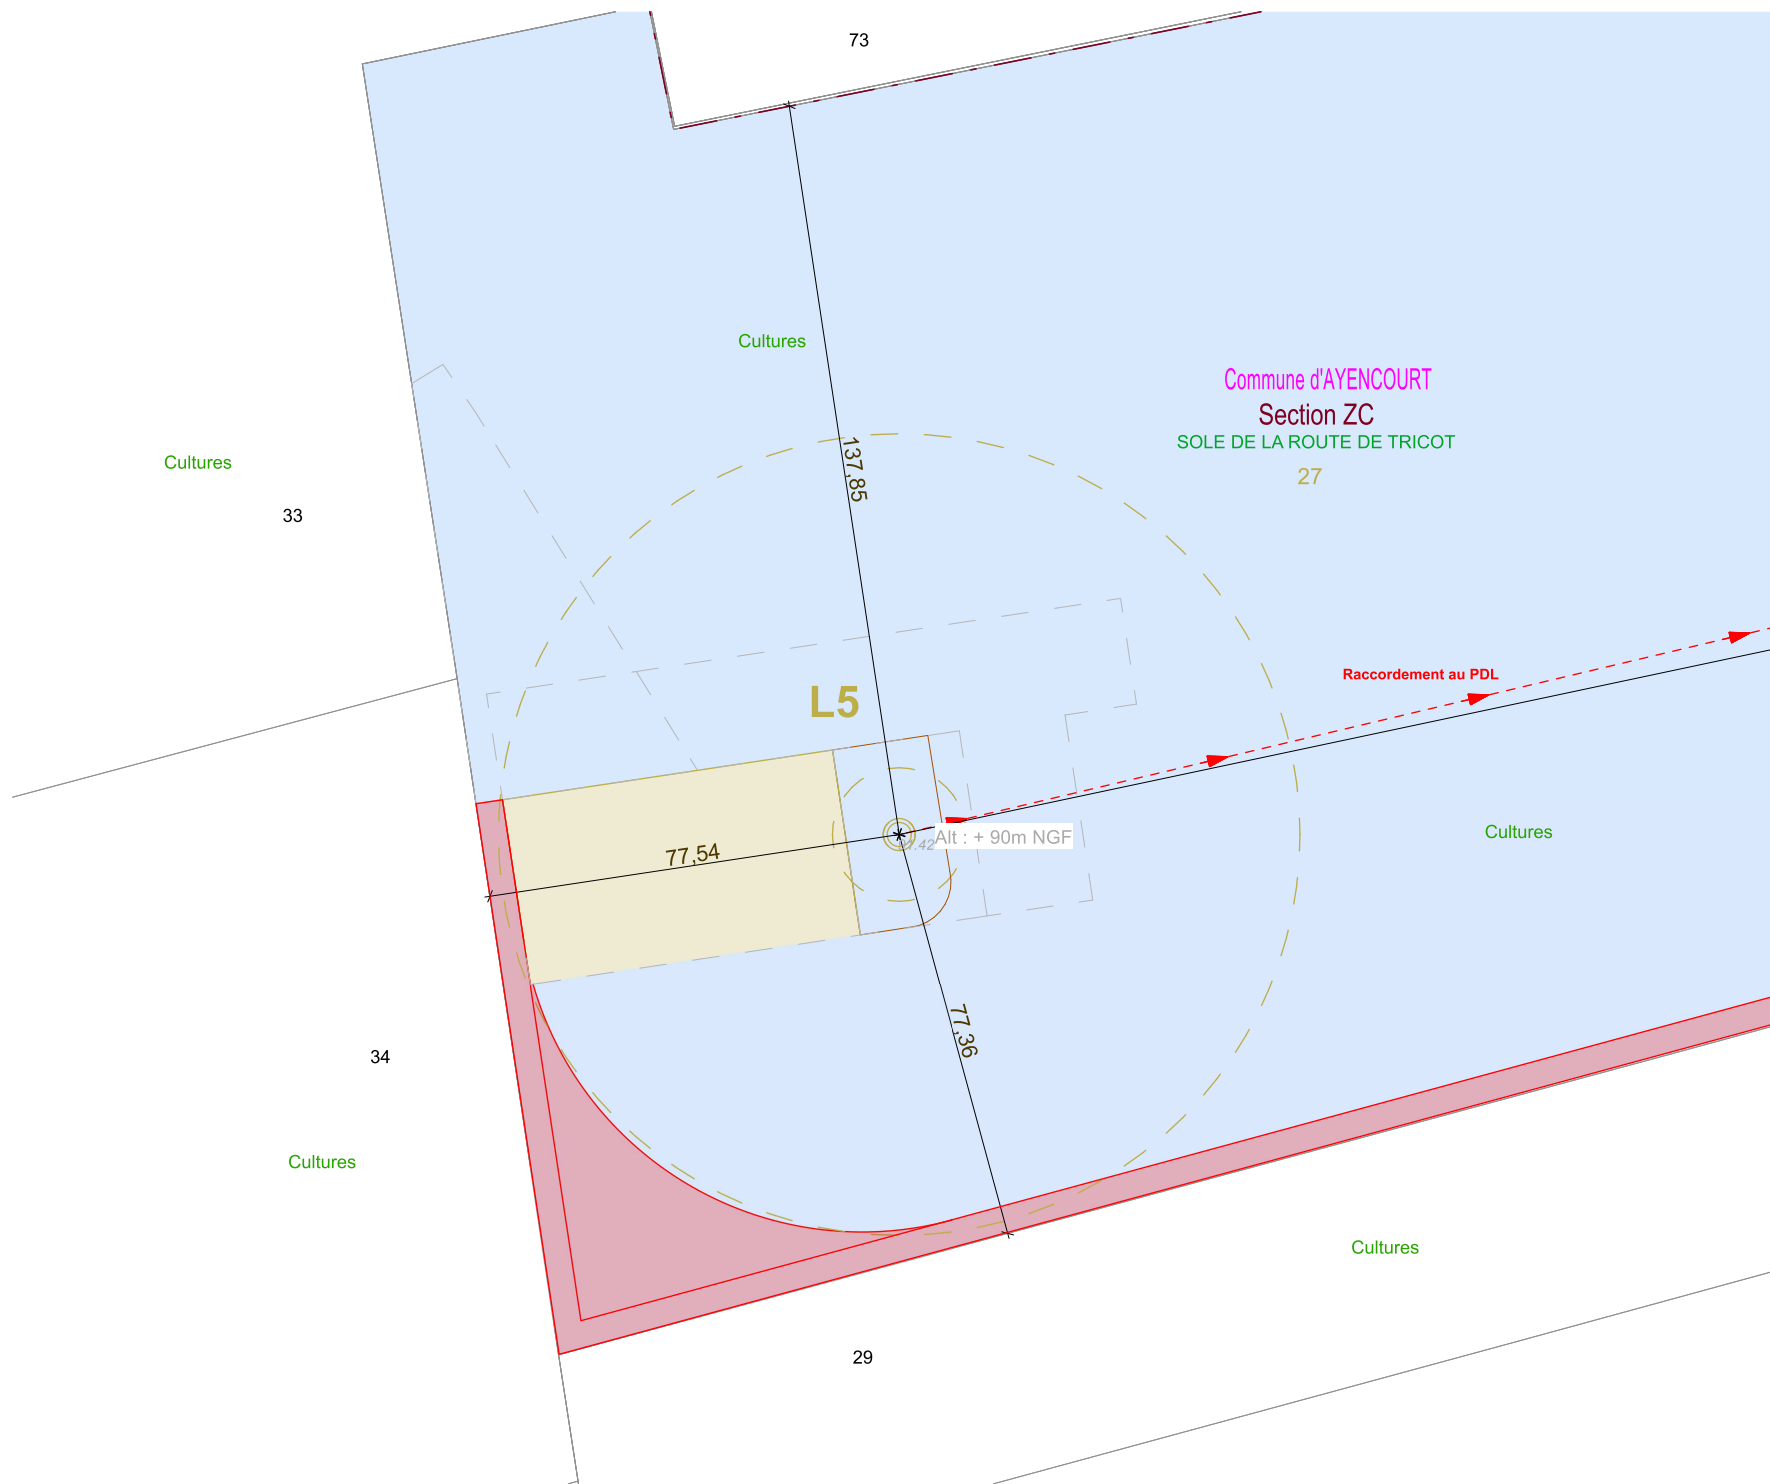 73
Cultures
137,85
Commune d'AYENCOURT
Section ZC
SOLE DE LA ROUTE DE TRICOT
27
Cultures
33
Raccordement au PDL
L5
Alt : + 90m NGF
77,54
Cultures
77,36
34
Cultures
Cultures
29